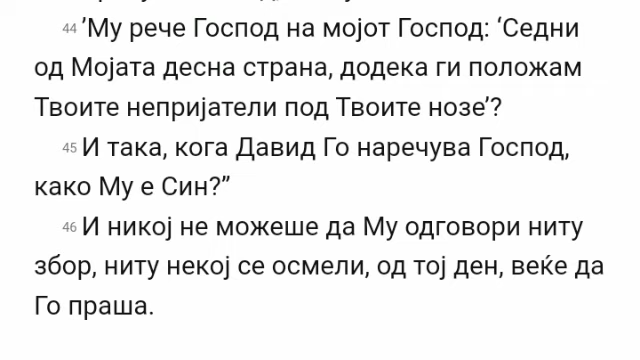 44 ’Му рече Господ на мојот Господ: ‘Седни
од Мојата десна страна, додека ги положам
Твоите непријатели под Твоите нозе’?
45 И така, кога Давид Го наречува Господ,
како Му е Син?”
46 И никој не можеше да Му одговори ниту
збор, ниту некој се осмели, од тој ден, веќе да
Го праша.